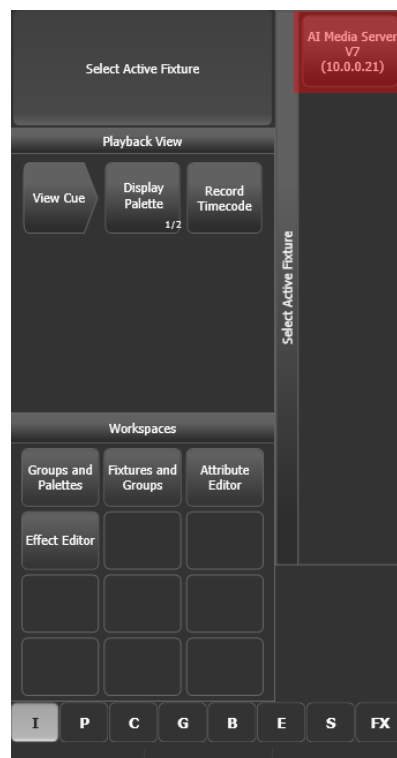 Select Active Fixture
AI Media Server
V7
(10.0.0.21)
Playback View
View Cue
Display
Palette
1/2
Record
Timecode
Select Active Fixture
Workspaces
Groups and
Palettes
Fixtures and
Groups
Attribute
Editor
Effect Editor
I P C G B E S FX